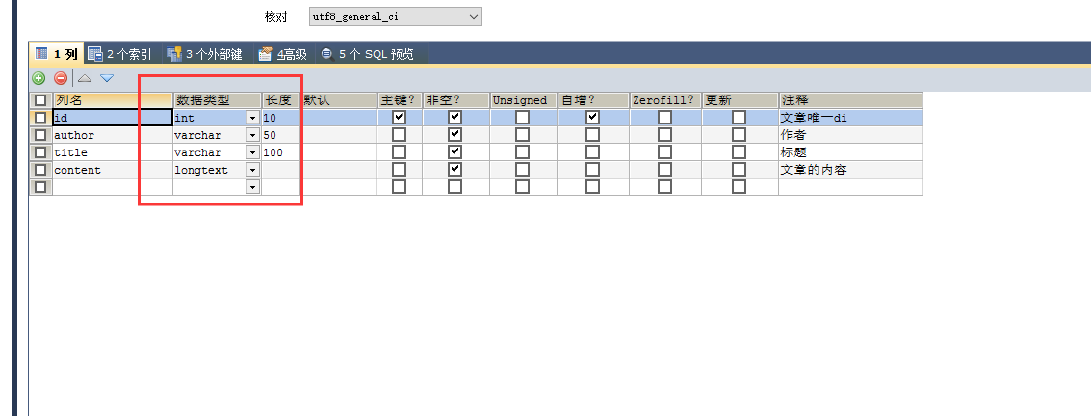 核对 utf8_general_ci
1 列 2 个索引 3 个外部键 4高级 5 个 SQL 预览
列名 数据类型 长度 默认 主键? 非空? Unsigned 自增? Zerofill? 更新 注释
id int 10 文章唯一di
author varchar 50 作者
title varchar 100 标题
content longtext 文章的内容